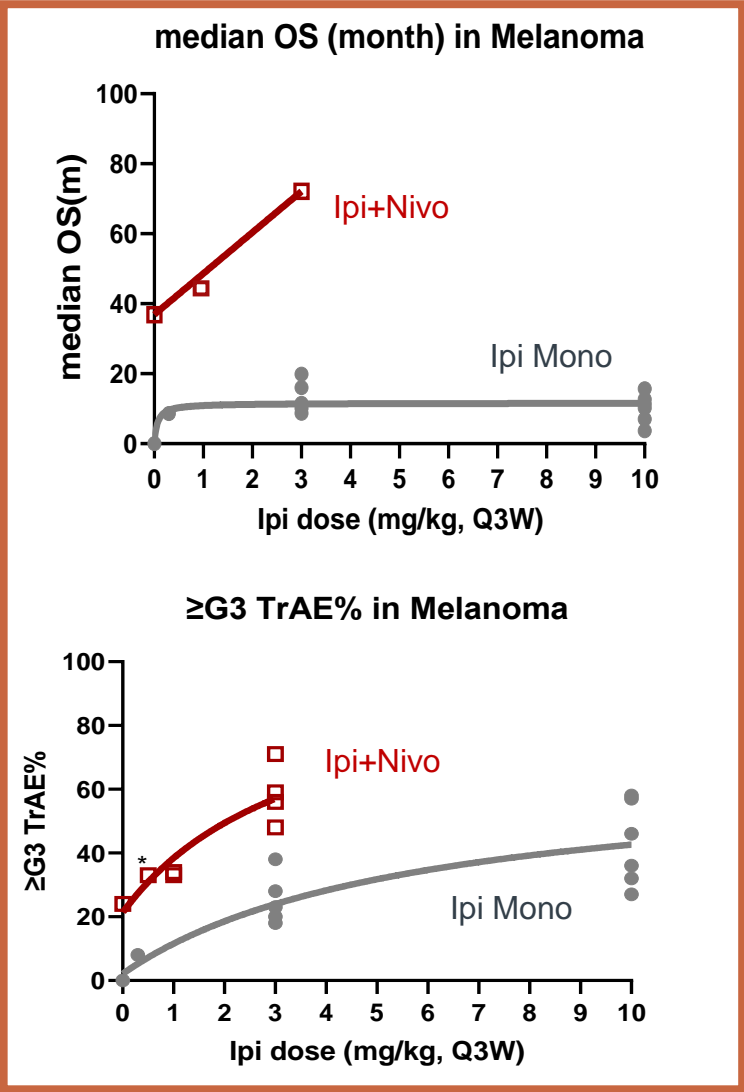 median OS (month) in Melanoma
100
80
60
40
20
0
median OS(m)
Ipi+Nivo
Ipi Mono
0 1 2 3 4 5 6 7 8 9 10
Ipi dose (mg/kg, Q3W)
≥G3 TrAE% in Melanoma
100
80
60
40
20
0
≥G3 TrAE%
*
Ipi+Nivo
Ipi Mono
0 1 2 3 4 5 6 7 8 9 10
Ipi dose (mg/kg, Q3W)